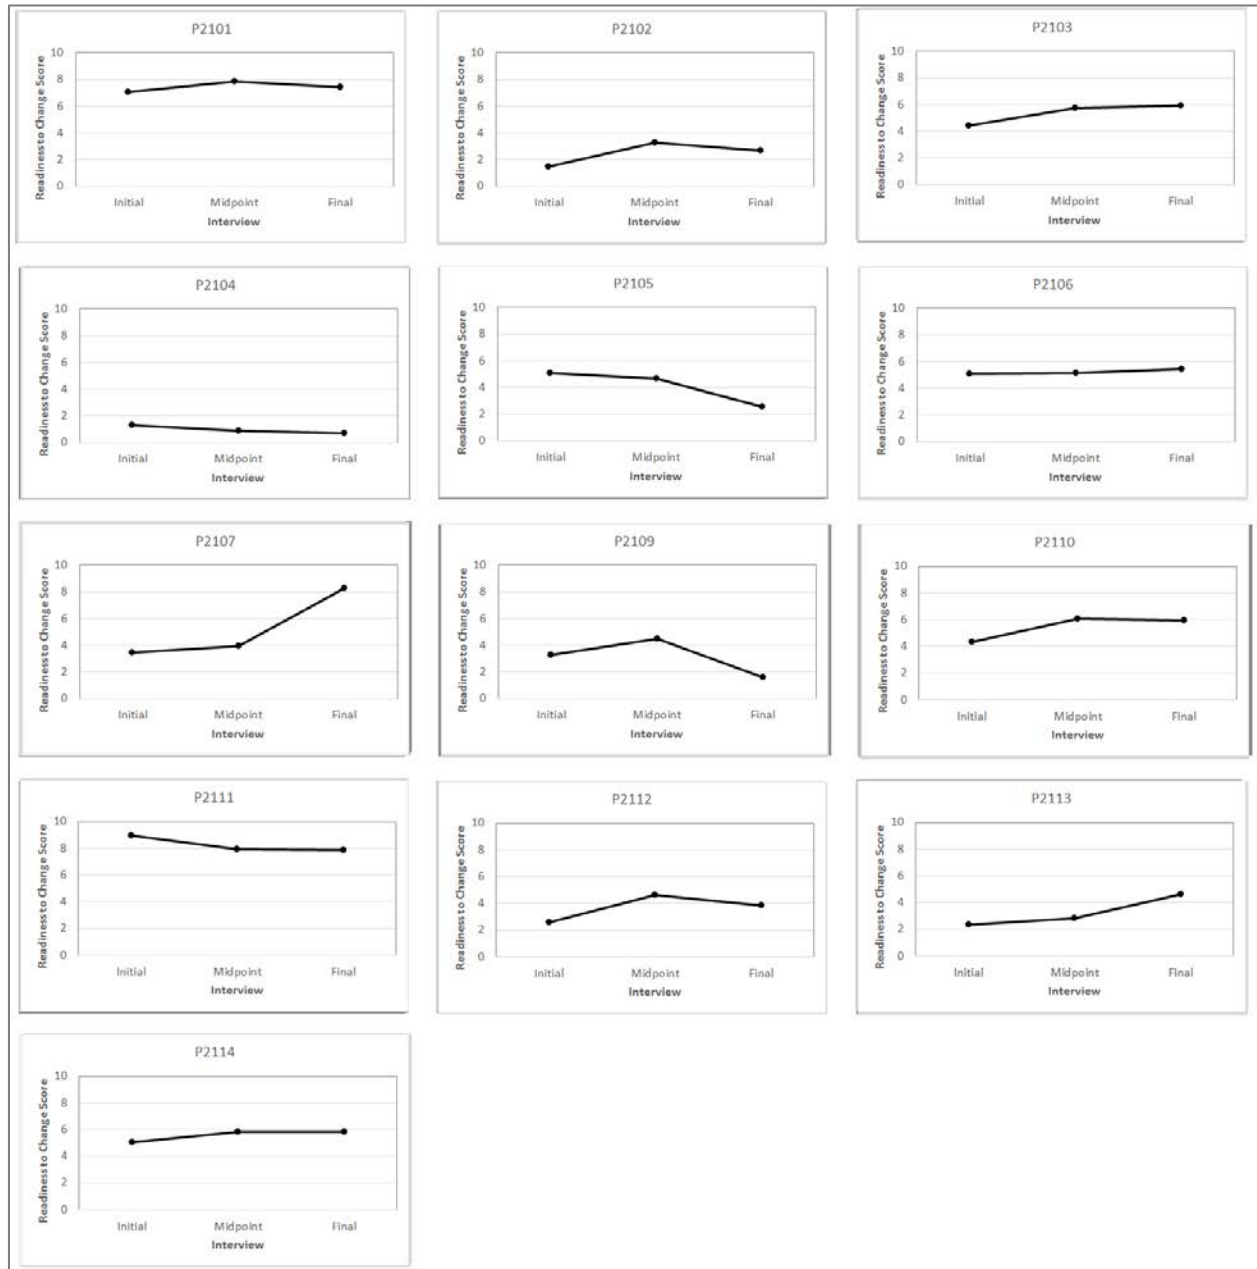 P2101
Readiness to Change Score
10
8
6
4
2
0
Initial Midpoint Final
Interview
P2102
Readiness to Change Score
10
8
6
4
2
0
Initial Midpoint Final
Interview
P2103
Readiness to Change Score
10
8
6
4
2
0
Initial Midpoint Final
Interview
P2104
Readiness to Change Score
10
8
6
4
2
0
Initial Midpoint Final
Interview
P2105
Readiness to Change Score
10
8
6
4
2
0
Initial Midpoint Final
Interview
P2106
Readiness to Change Score
10
8
6
4
2
0
Initial Midpoint Final
Interview
P2107
Readiness to Change Score
10
8
6
4
2
0
Initial Midpoint Final
Interview
P2109
Readiness to Change Score
10
8
6
4
2
0
Initial Midpoint Final
Interview
P2110
Readiness to Change Score
10
8
6
4
2
0
Initial Midpoint Final
Interview
P2111
Readiness to Change Score
10
8
6
4
2
0
Initial Midpoint Final
Interview
P2112
Readiness to Change Score
10
8
6
4
2
0
Initial Midpoint Final
Interview
P2113
Readiness to Change Score
10
8
6
4
2
0
Initial Midpoint Final
Interview
P2114
Readiness to Change Score
10
8
6
4
2
0
Initial Midpoint Final
Interview